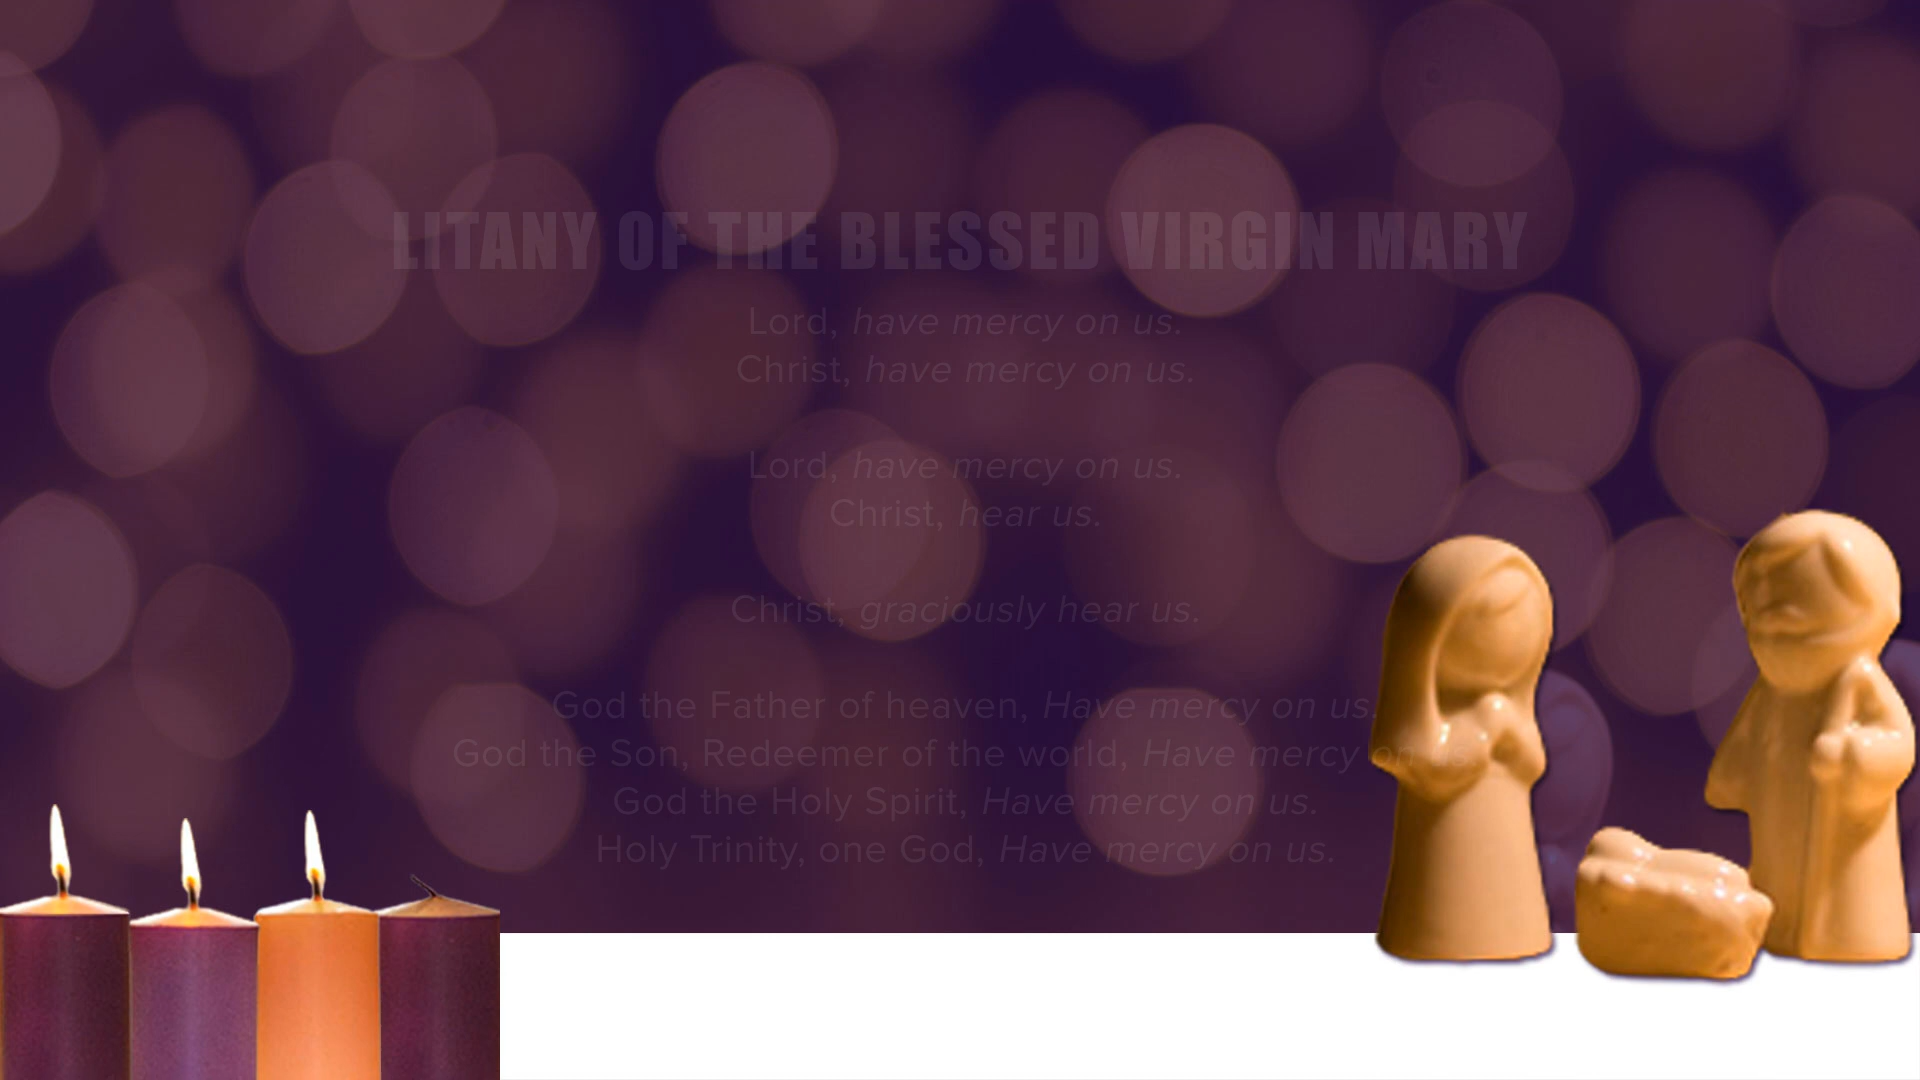 LITANY OF THE BLESSED VIRGIN MARY
Lord, have mercy on us.
Christ, have mercy on us.
Lord, have mercy on us.
Christ, hear us.
Christ, graciously hear us.
God the Father of heaven, Have mercy on us.
God the Son, Redeemer of the world, Have mercy on us.
God the Holy Spirit, Have mercy on us.
Holy Trinity, one God, Have mercy on us.